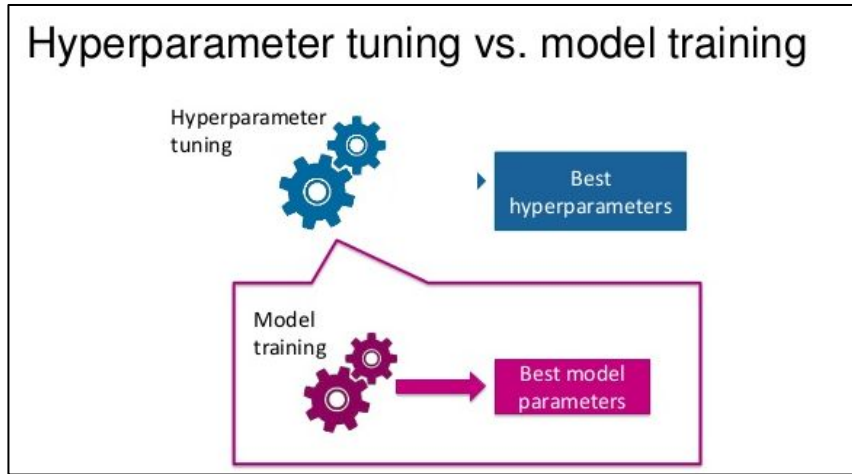 Hyperparameter tuning vs. model training
Hyperparameter
tuning
Best
hyperparameters
Model
training
Best model
parameters